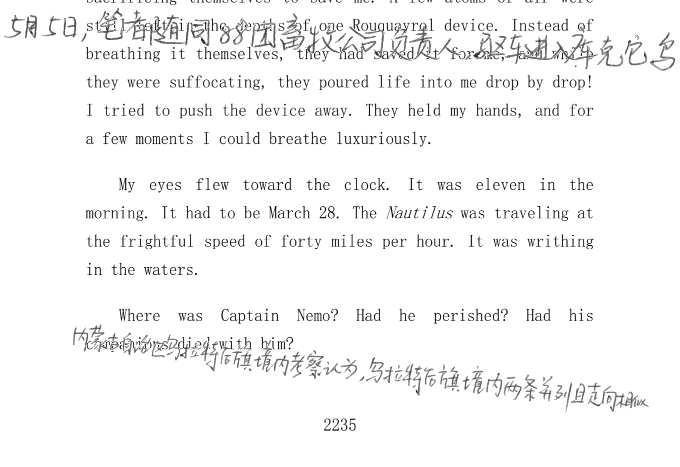 sacrificing themselves to save me. A few atoms of air were
still left in the depths of one Rouquayrol device. Instead of
5月5日,笔者随同88团畜牧公司负责人,驱车进入库克它乌
breathing it themselves, they had saved it for me, and while
they were suffocating, they poured life into me drop by drop!
I tried to push the device away. They held my hands, and for
a few moments I could breathe luxuriously.
My eyes flew toward the clock. It was eleven in the
morning. It had to be March 28. The Nautilus was traveling at
the frightful speed of forty miles per hour. It was writhing
in the waters.
Where was Captain Nemo? Had he perished? Had his
companions died with him?
内蒙古自治区乌拉特后旗境内考察认为,乌拉特后旗境内两条并列且走向相似
2235